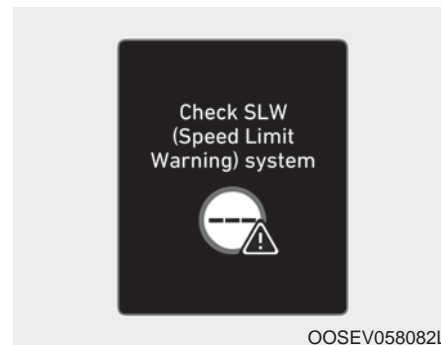 Check SLW
(Speed Limit
Warning) system
---
OOSEV058082L